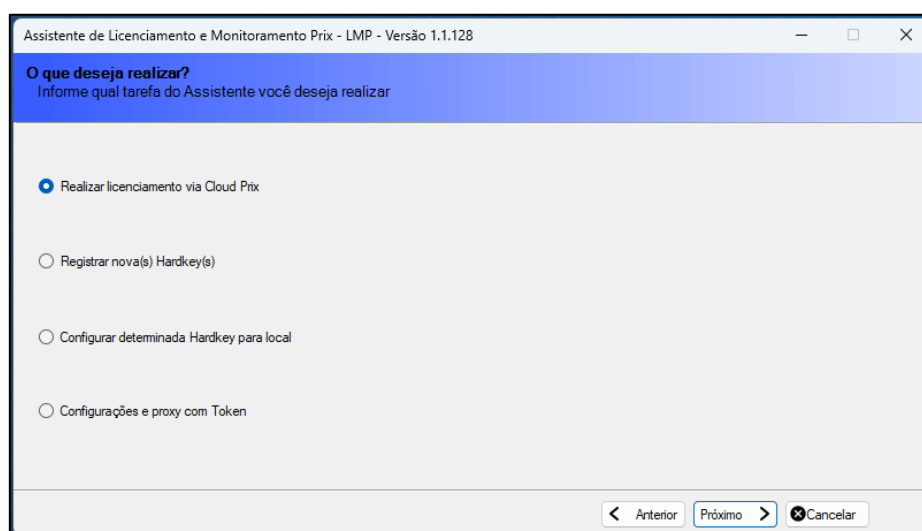 Assistente de Licenciamento e Monitoramento Prix - LMP - Versão 1.1.128
O que deseja realizar?
Informe qual tarefa do Assistente você deseja realizar
Realizar licenciamento via Cloud Prix
Registrar nova(s) Hardkey(s)
Configurar determinada Hardkey para local
Configurações e proxy com Token
Anterior Próximo Cancelar